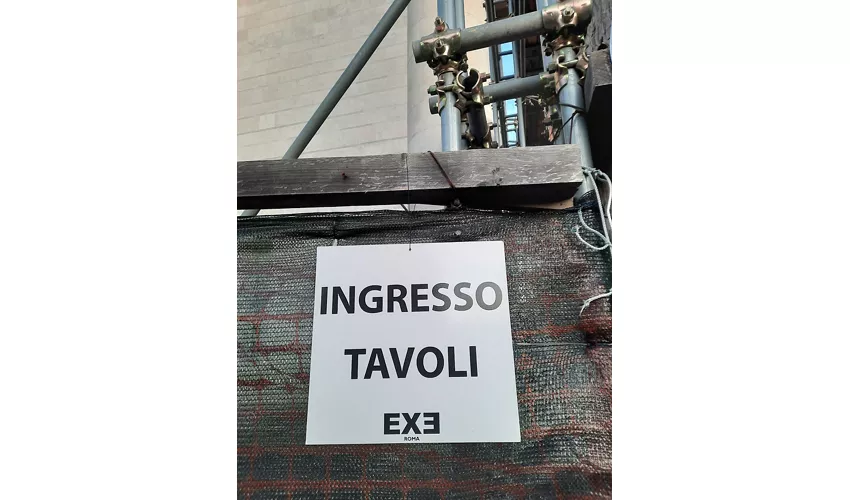 INGRESSO
TAVOLI
EXE
ROMA